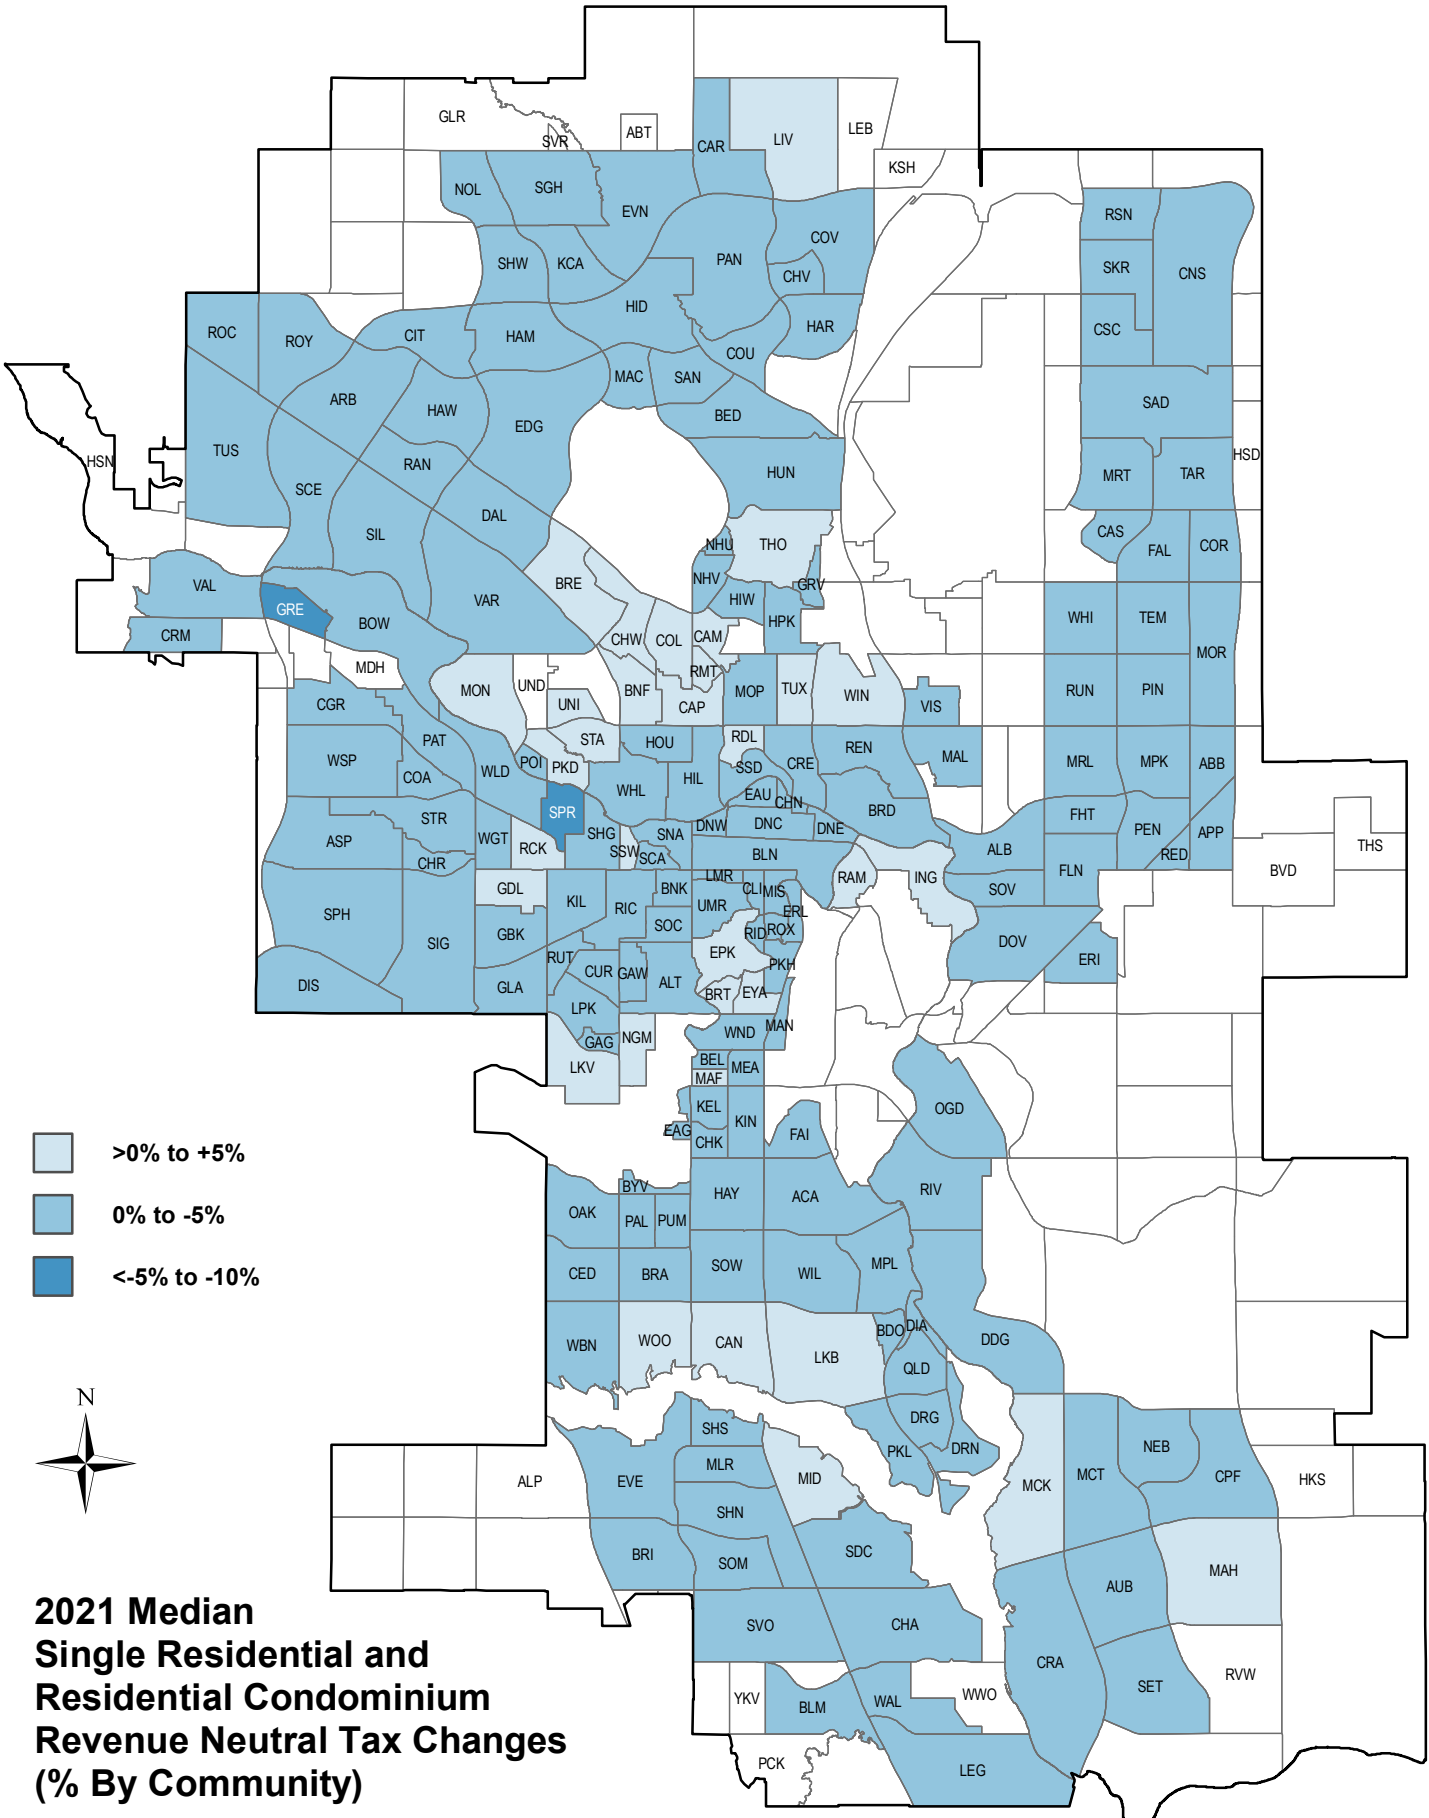 GLR
SVR
ABT
CAR
LIV
LEB
KSH
NOL
SGH
EVN
RSN
SHW
KCA
PAN
COV
CHV
SKR
CNS
HID
HAR
CSC
ROC
ROY
CIT
HAM
COU
MAC
SAN
ARB
HAW
EDG
BED
SAD
TUS
HSN
RAN
HUN
MRT
TAR
HSD
SCE
DAL
SIL
NHU
THO
CAS
FAL
COR
VAL
GRE
BRE
NHV
GRV
VAR
HIW
BOW
CRM
CHW
COL
CAM
HPK
WHI
TEM
MDH
RMT
MOR
MON
UND
BNF
MOP
TUX
WIN
RUN
PIN
CGR
UNI
CAP
VIS
PAT
STA
HOU
RDL
REN
WSP
COA
WLD
POI
PKD
SSD
CRE
MAL
MRL
MPK
ABB
WHL
HIL
EAU
CHN
STR
SPR
BRD
FHT
WGT
SHG
SNA
DNW
DNC
DNE
PEN
APP
ASP
CHR
RCK
SSW
SCA
BLN
ALB
RED
THS
BVD
FLN
GDL
KIL
BNK
LMR
CLI
MIS
RAM
ING
SOV
SPH
RIC
UMR
ERL
SIG
GBK
SOC
RID
ROX
DOV
RUT
EPK
PKH
ERI
DIS
GLA
CUR
GAW
ALT
BRT
EYA
LPK
GAG
NGM
WND
MAN
LKV
BEL
MAF
MEA
KEL
KIN
OGD
EAG
CHK
FAI
>0% to +5%
0% to -5%
<-5% to -10%
BYV
HAY
ACA
RIV
OAK
PAL
PUM
CED
BRA
SOW
WIL
MPL
WBN
WOO
CAN
LKB
BDO
DIA
DDG
QLD
N
DRG
SHS
PKL
DRN
ALP
EVE
MLR
MID
MCK
MCT
NEB
CPF
HKS
SHN
BRI
SOM
SDC
MAH
AUB
SVO
CHA
CRA
SET
RVW
YKV
BLM
WAL
WWO
PCK
LEG
2021 Median
Single Residential and
Residential Condominium
Revenue Neutral Tax Changes
(% By Community)